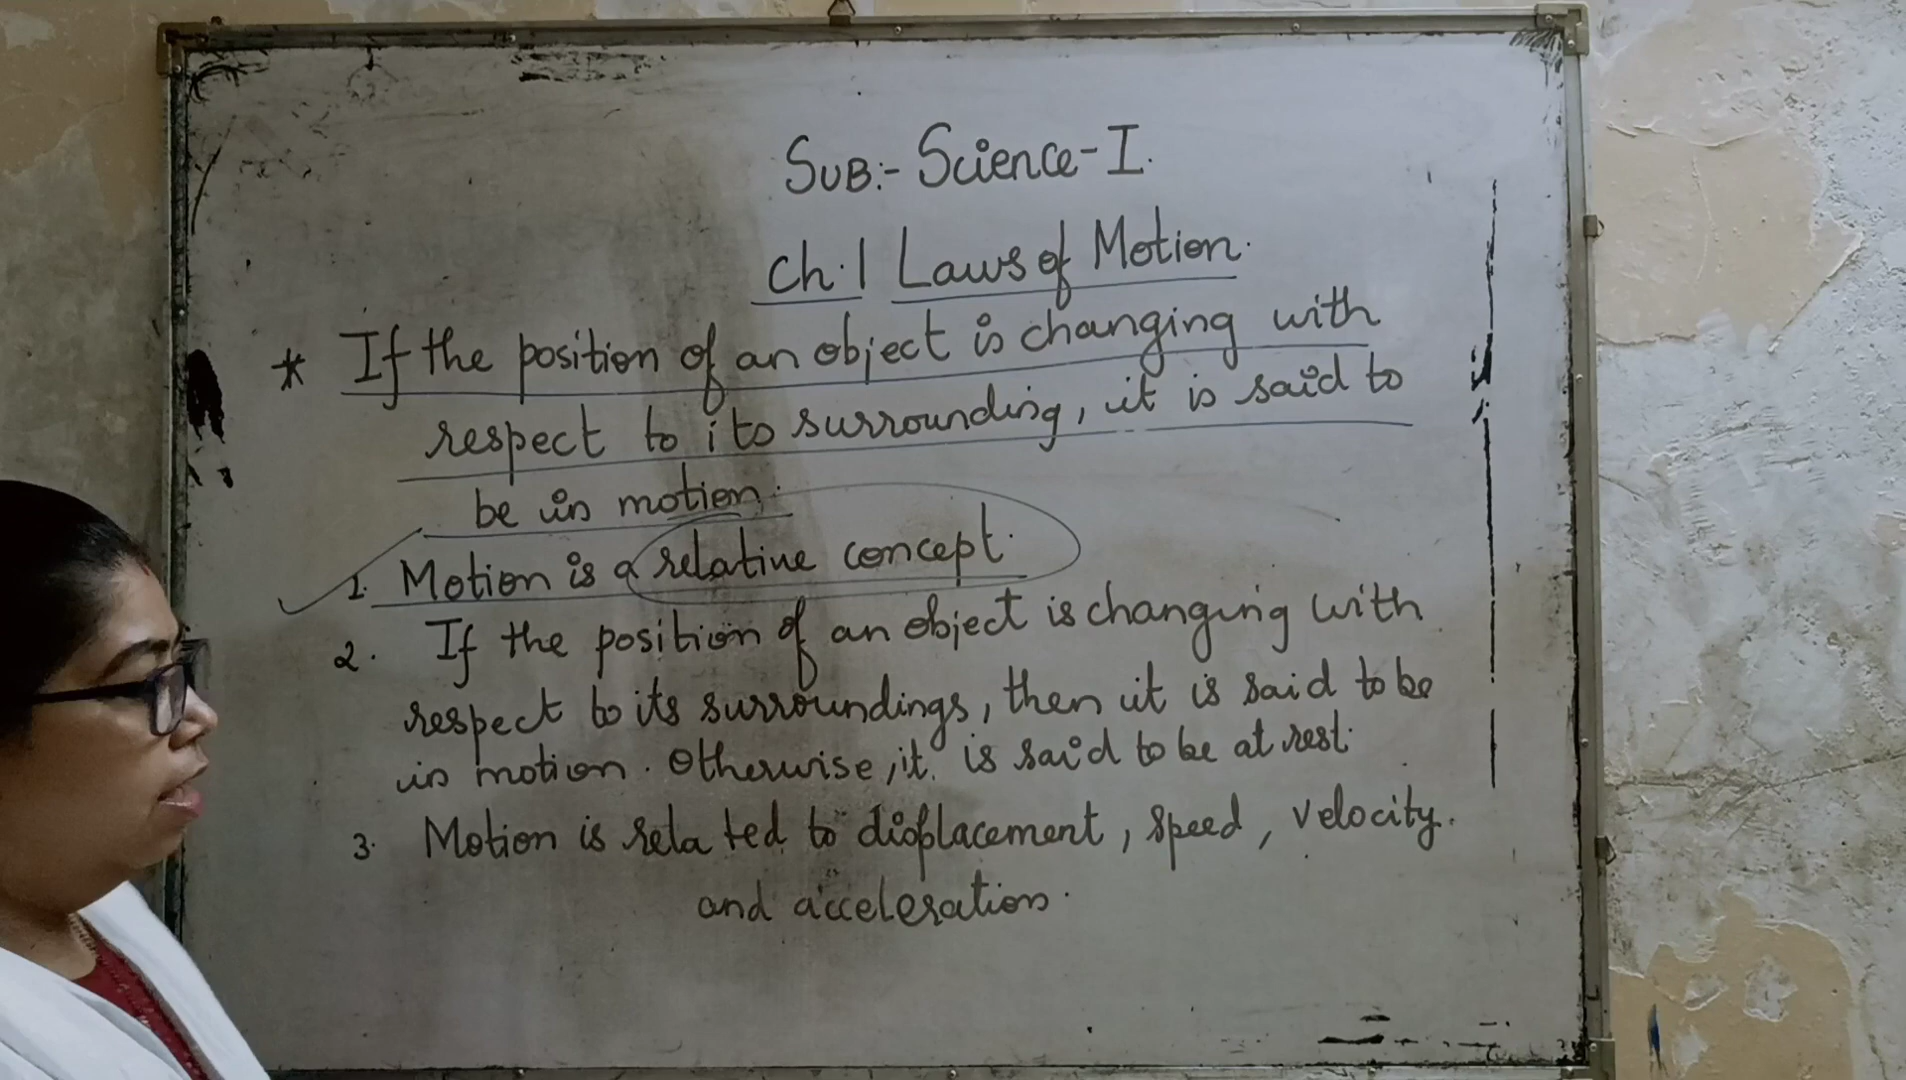 SUB:- Science-I.
Ch.1 Laws of Motion.
* If the position of an object is changing with
respect to its surrounding, it is said to
be in motion.
1. Motion is a relative concept.
2. If the position of an object is changing with
respect to its surroundings, then it is said to be
in motion. Otherwise, it is said to be at rest.
3. Motion is related to displacement, speed, velocity.
and acceleration.